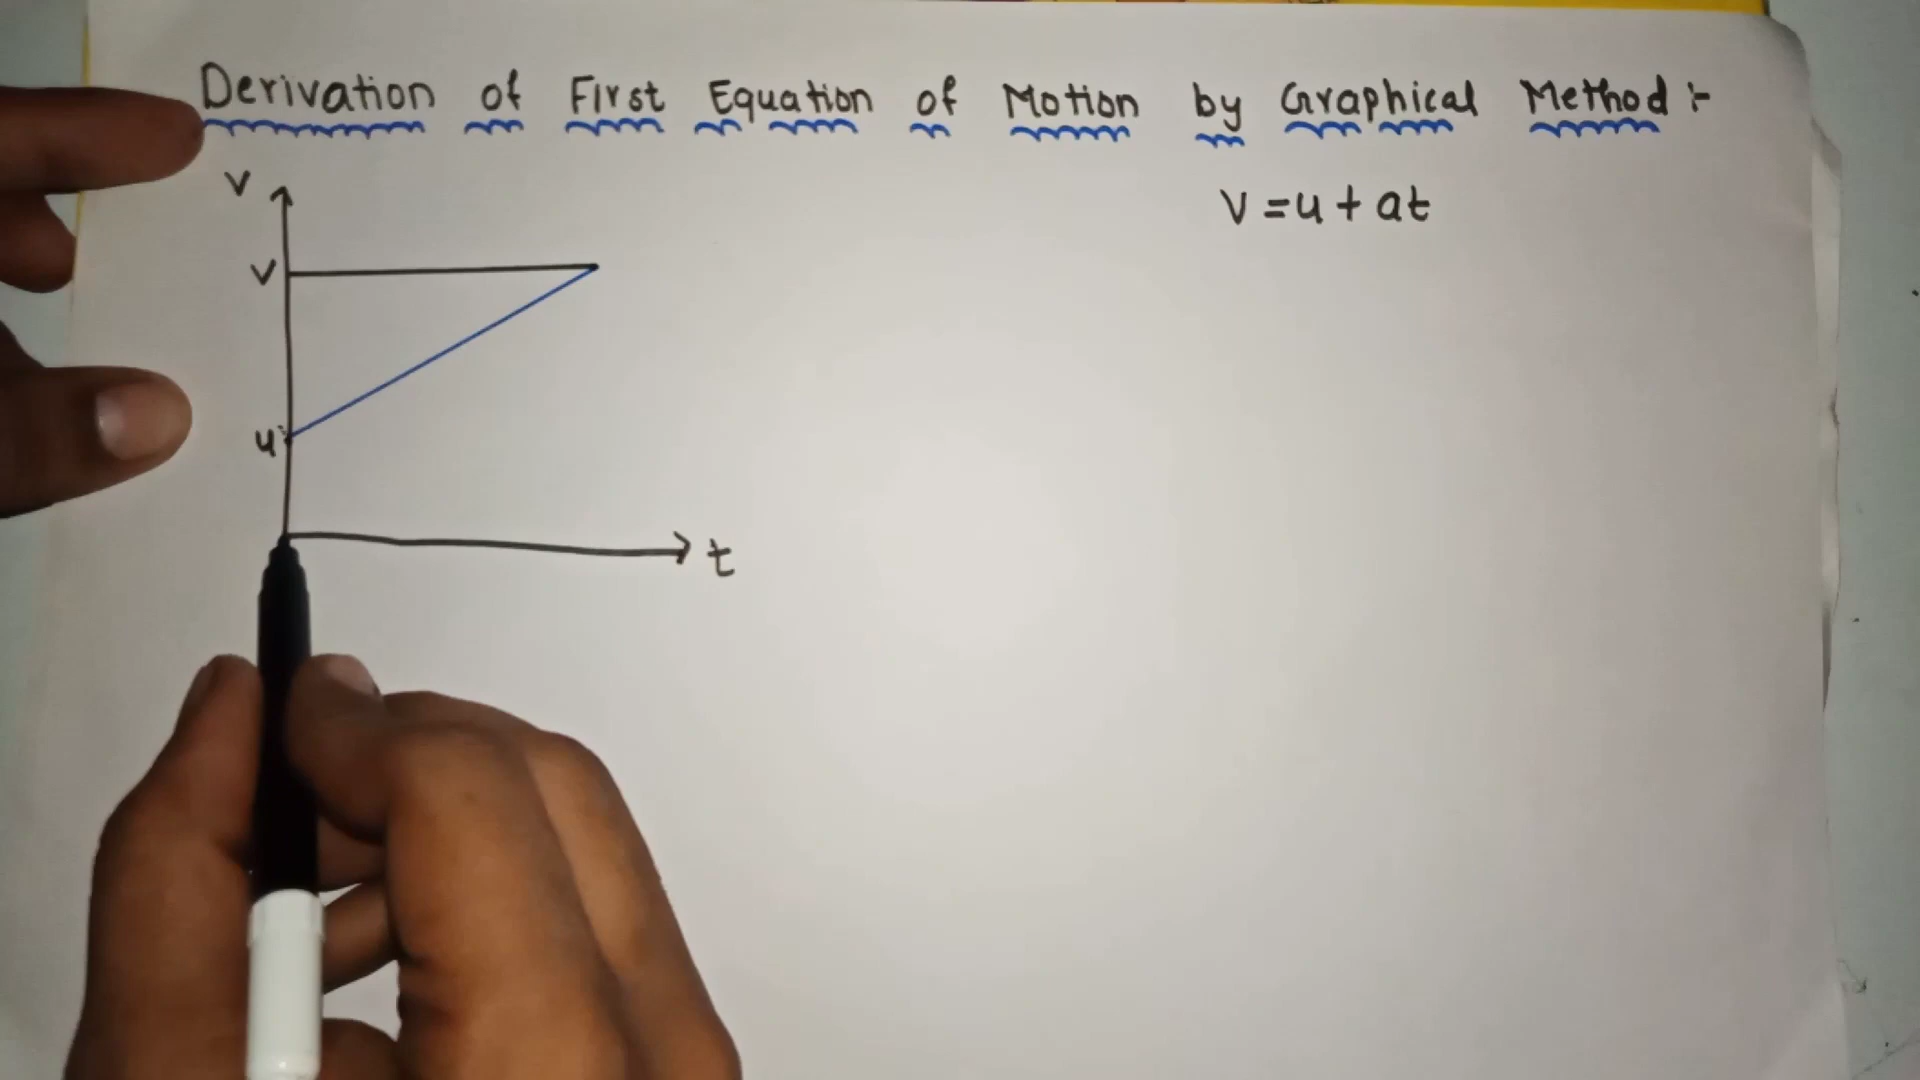 Derivation of First Equation of Motion by Graphical Method :-
v
v = u + at
v
u
t